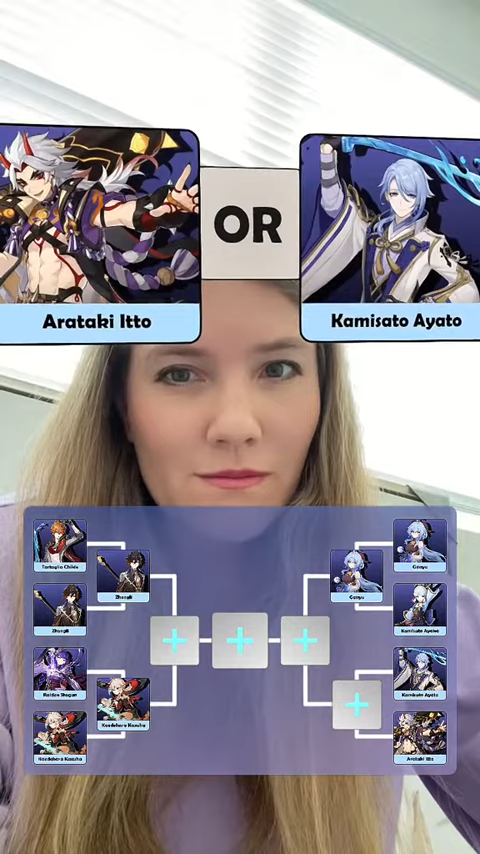 OR
Arataki Itto
Kamisato Ayato
Tartaglia Childe
Zhongli
Zhongli
Raiden Shogun
Kaedehara Kazuha
Kaedehara Kazuha
Ganyu
Ganyu
Kamisato Ayaka
Kamisato Ayato
Arataki Itto